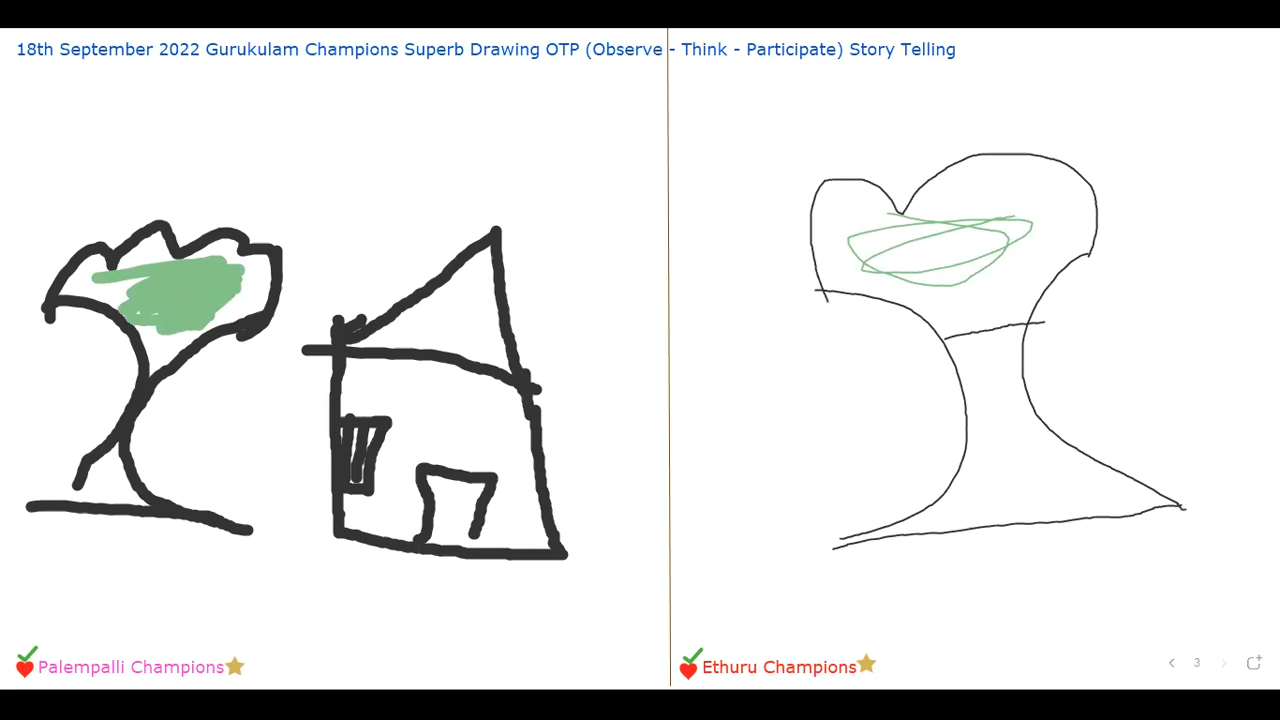 18th September 2022 Gurukulam Champions Superb Drawing OTP (Observe - Think - Participate) Story Telling
Palempalli Champions
Ethuru Champions
3